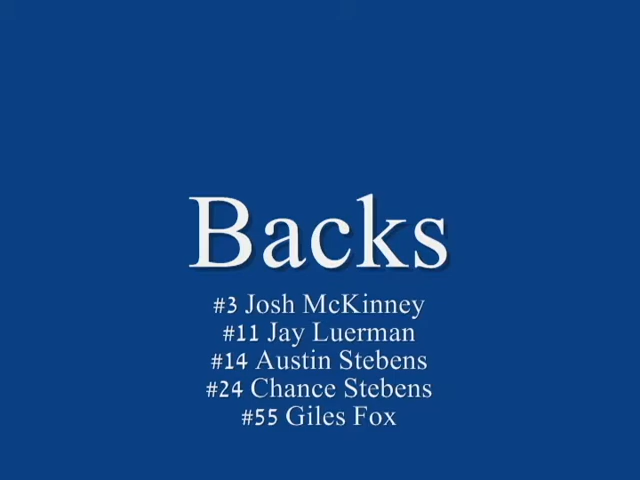 Backs
#3 Josh McKinney
#11 Jay Luerman
#14 Austin Stebens
#24 Chance Stebens
#55 Giles Fox